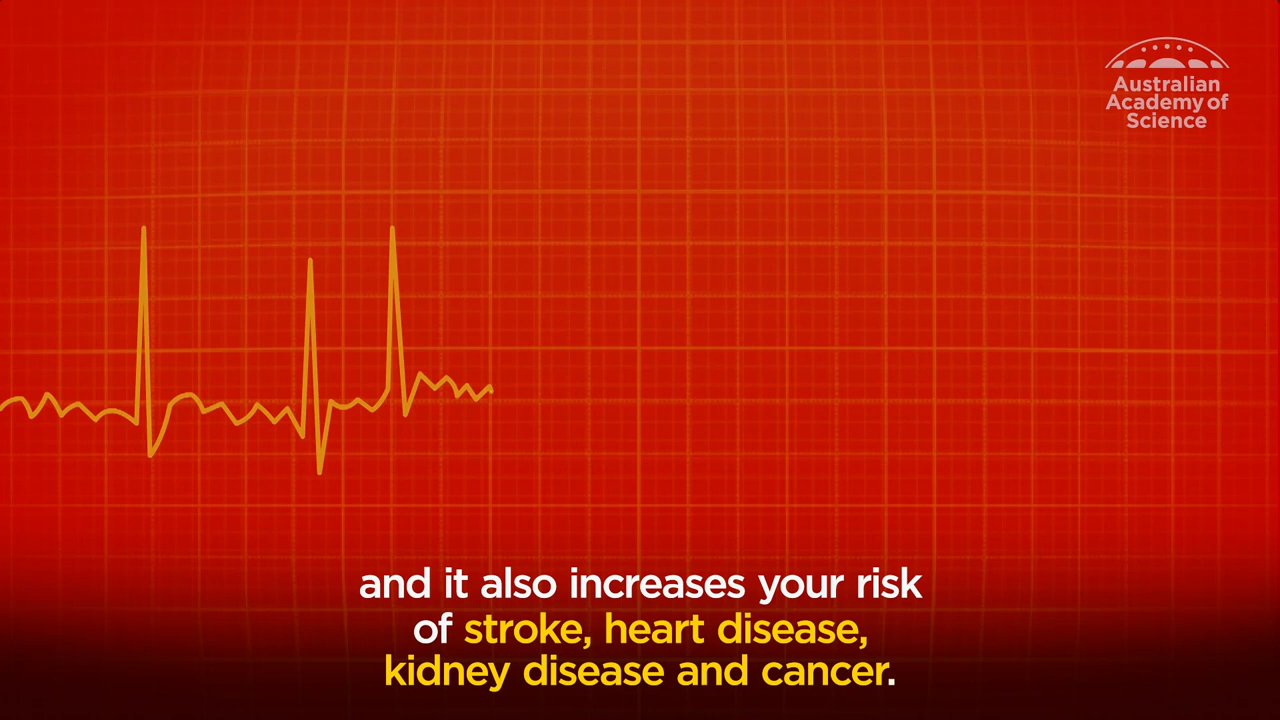 Australian
Academy of
Science
and it also increases your risk
of stroke, heart disease,
kidney disease and cancer.